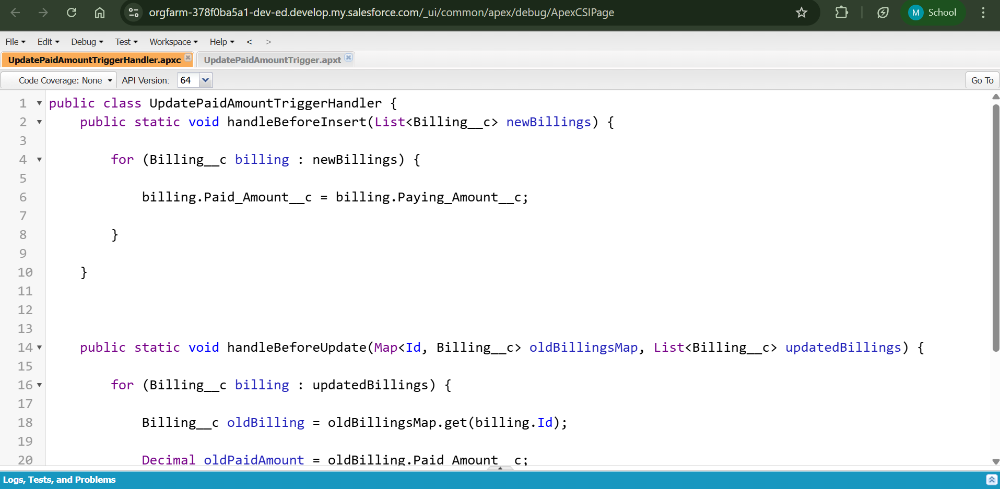 orgfarm-378f0ba5a1-dev-ed.develop.my.salesforce.com/_ui/common/apex/debug/ApexCSIPage
M School
File Edit Debug Test Workspace Help < >
UpdatePaidAmountTriggerHandler.apxc UpdatePaidAmountTrigger.apxt
Code Coverage: None API Version: 64 Go To
1 public class UpdatePaidAmountTriggerHandler {
2 public static void handleBeforeInsert(List<Billing__c> newBillings) {
3
4 for (Billing__c billing : newBillings) {
5
6 billing.Paid_Amount__c = billing.Paying_Amount__c;
7
8 }
9
10 }
11
12
13
14 public static void handleBeforeUpdate(Map<Id, Billing__c> oldBillingsMap, List<Billing__c> updatedBillings) {
15
16 for (Billing__c billing : updatedBillings) {
17
18 Billing__c oldBilling = oldBillingsMap.get(billing.Id);
19
20 Decimal oldPaidAmount = oldBilling.Paid_Amount__c;
Logs, Tests, and Problems